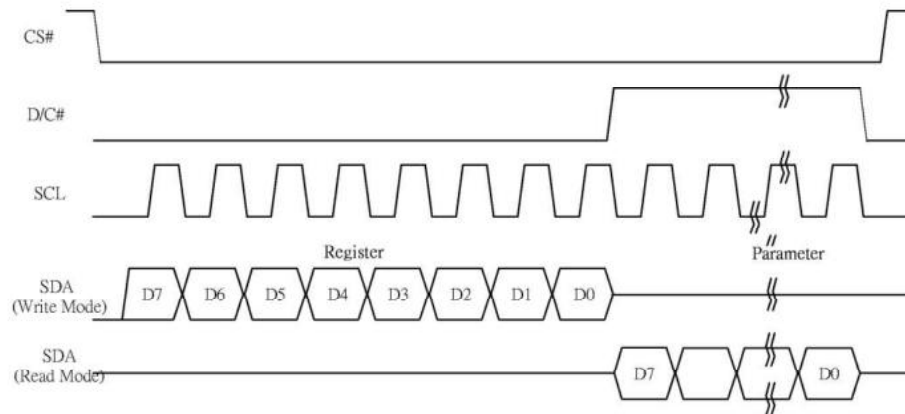 CS#
D/C#
SCL
Register
Parameter
SDA
(Write Mode)
D7 D6 D5 D4 D3 D2 D1 D0
SDA
(Read Mode)
D7 D0